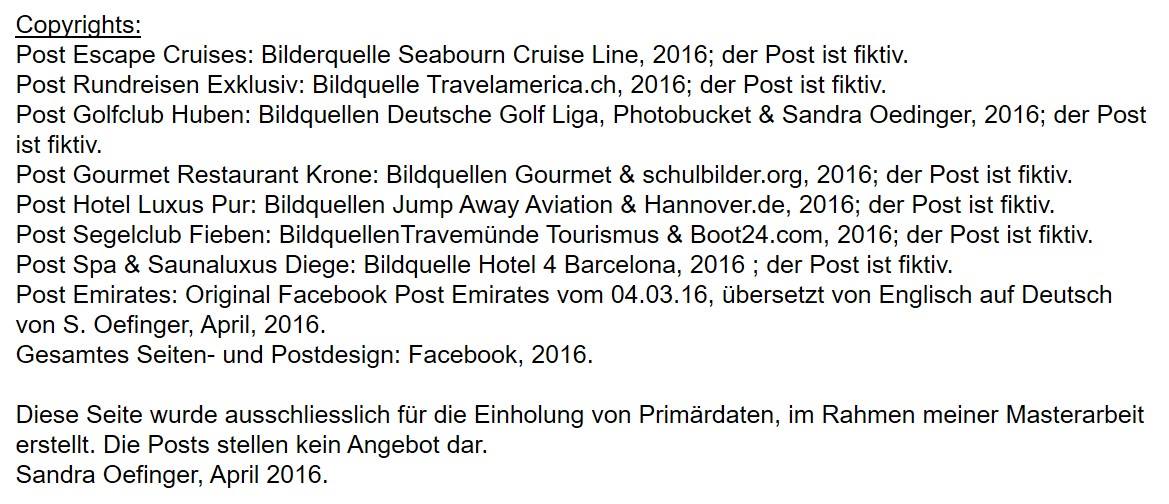 Copyrights:
Post Escape Cruises: Bilderquelle Seabourn Cruise Line, 2016; der Post ist fiktiv.
Post Rundreisen Exklusiv: Bildquelle Travelamerica.ch, 2016; der Post ist fiktiv.
Post Golfclub Huben: Bildquellen Deutsche Golf Liga, Photobucket & Sandra Oedinger, 2016; der Post
ist fiktiv.
Post Gourmet Restaurant Krone: Bildquellen Gourmet & schulbilder.org, 2016; der Post ist fiktiv.
Post Hotel Luxus Pur: Bildquellen Jump Away Aviation & Hannover.de, 2016; der Post ist fiktiv.
Post Segelclub Fieben: BildquellenTravemünde Tourismus & Boot24.com, 2016; der Post ist fiktiv.
Post Spa & Saunaluxus Diege: Bildquelle Hotel 4 Barcelona, 2016 ; der Post ist fiktiv.
Post Emirates: Original Facebook Post Emirates vom 04.03.16, übersetzt von Englisch auf Deutsch
von S. Oefinger, April, 2016.
Gesamtes Seiten- und Postdesign: Facebook, 2016.
Diese Seite wurde ausschliesslich für die Einholung von Primärdaten, im Rahmen meiner Masterarbeit
erstellt. Die Posts stellen kein Angebot dar.
Sandra Oefinger, April 2016.